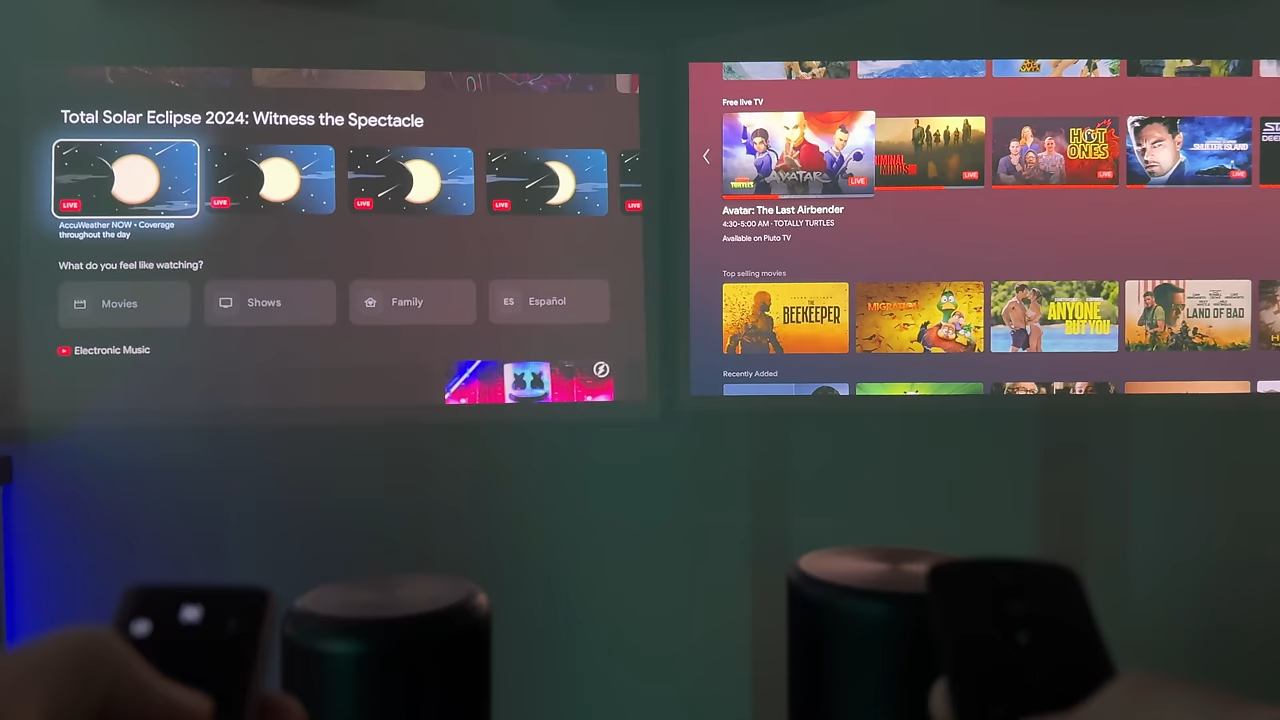 Total Solar Eclipse 2024: Witness the Spectacle
LIVE
LIVE
LIVE
LIVE
LIVE
AccuWeather NOW • Coverage
throughout the day
What do you feel like watching?
Movies
Shows
Family
ES Español
Electronic Music
Free live TV
TURTLES
AVATAR
LIVE
MINDS
LIVE
HOT
ONES
LIVE
SHUTTER ISLAND
LIVE
Avatar: The Last Airbender
4:30-5:00 AM • TOTALLY TURTLES
Available on Pluto TV
Top selling movies
THE
BEEKEEPER
MIGRATION
ANYONE
BUT YOU
LAND OF BAD
Recently Added